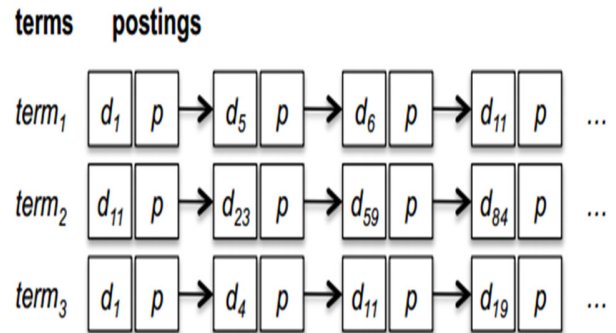 terms postings
term1 d1 p d5 p d6 p d11 p ...
term2 d11 p d23 p d59 p d84 p ...
term3 d1 p d4 p d11 p d19 p ...